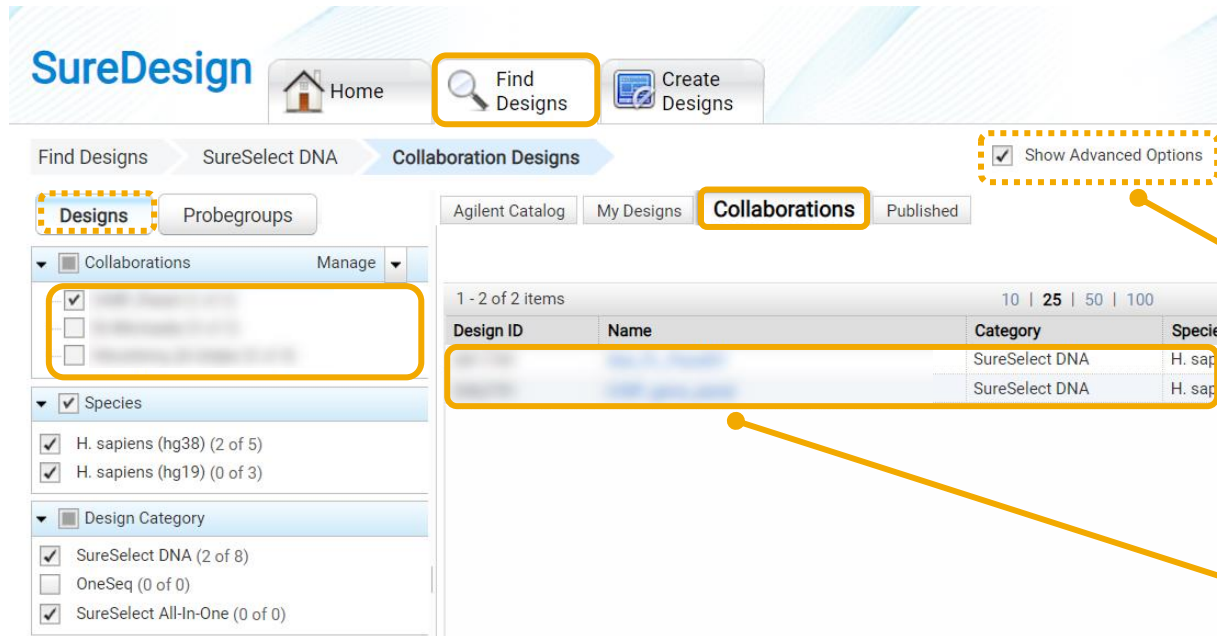 SureDesign
Home
Find
Designs
Create
Designs
Find Designs
SureSelect DNA
Collaboration Designs
Show Advanced Options
Designs
Probegroups
Agilent Catalog
My Designs
Collaborations
Published
Collaborations
Manage
1 - 2 of 2 items
10 | 25 | 50 | 100
Design ID
Name
Category
Specie
SureSelect DNA
H. sap
SureSelect DNA
H. sap
Species
H. sapiens (hg38) (2 of 5)
H. sapiens (hg19) (0 of 3)
Design Category
SureSelect DNA (2 of 8)
OneSeq (0 of 0)
SureSelect All-In-One (0 of 0)